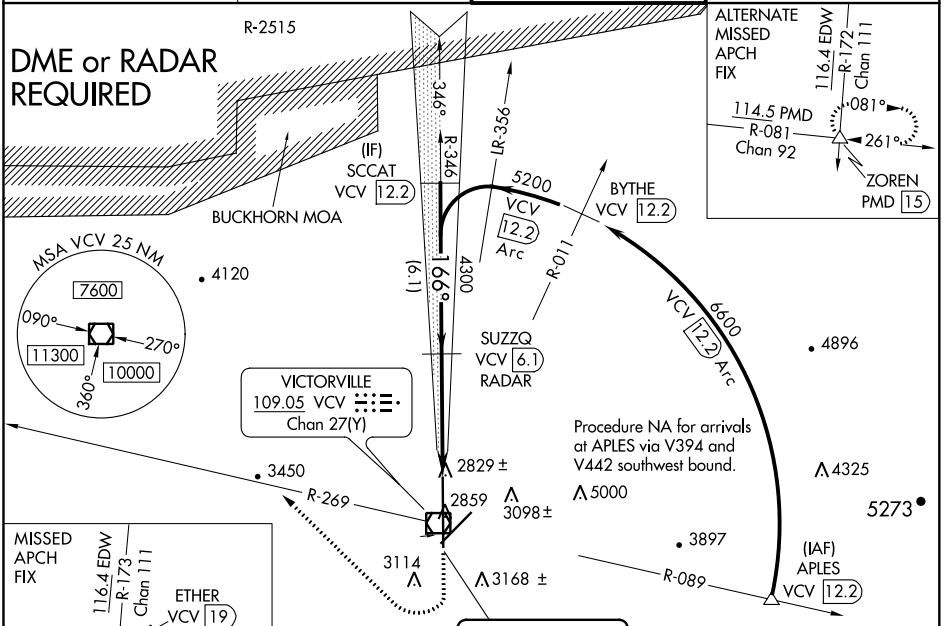 R-2515
DME or RADAR
REQUIRED
ALTERNATE
MISSED
APCH
FIX
116.4 EDW
R-172
Chan 111
114.5 PMD
R-081
Chan 92
081°
261°
ZOREN
PMD 15
346°
R-346
LR-356
(IF)
SCCAT
VCV 12.2
5200
VCV
12.2
Arc
BYTHE
VCV 12.2
BUCKHORN MOA
R-011
MSA VCV 25 NM
7600
090°
270°
11300
10000
360°
4120
166°
(6.1)
4300
6600
VCV 12.2 Arc
SUZZQ
VCV 6.1
RADAR
4896
VICTORVILLE
109.05 VCV
Chan 27(Y)
Procedure NA for arrivals
at APLES via V394 and
V442 southwest bound.
3450
R-269
2829 ±
2859
3098±
5000
4325
5273
3897
R-089
(IAF)
APLES
VCV 12.2
3114
3168 ±
MISSED
APCH
FIX
116.4 EDW
R-173
Chan 111
ETHER
VCV 19